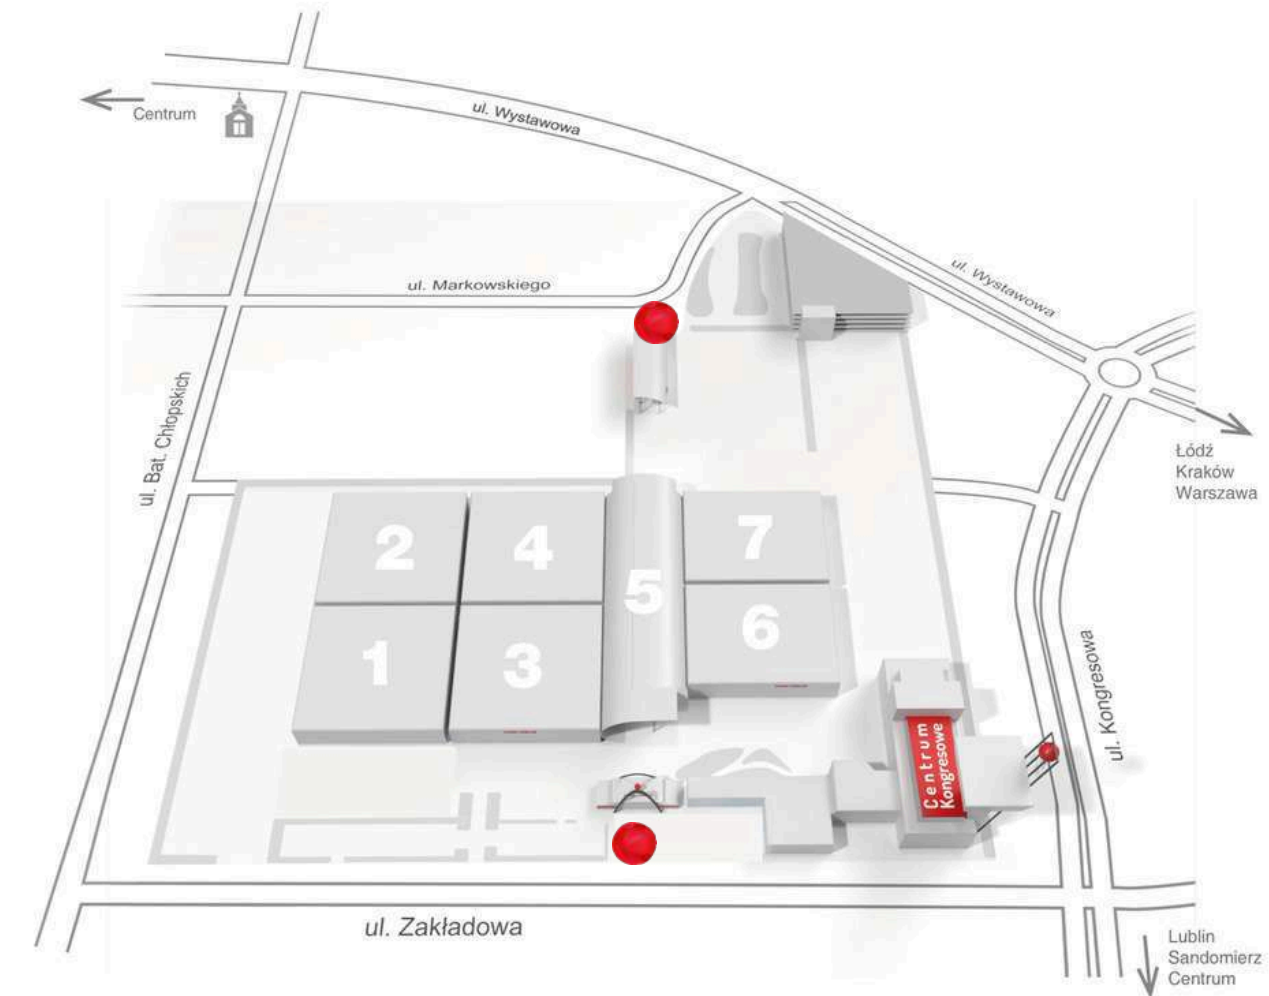 Centrum
ul. Wystawowa
ul. Wystawowa
ul. Markowskiego
ul. Bat. Chłopskich
Łódź
Kraków
Warszawa
2
4
7
5
1
3
6
ul. Kongresowa
Centrum
Kongresowe
ul. Zakładowa
Lublin
Sandomierz
Centrum